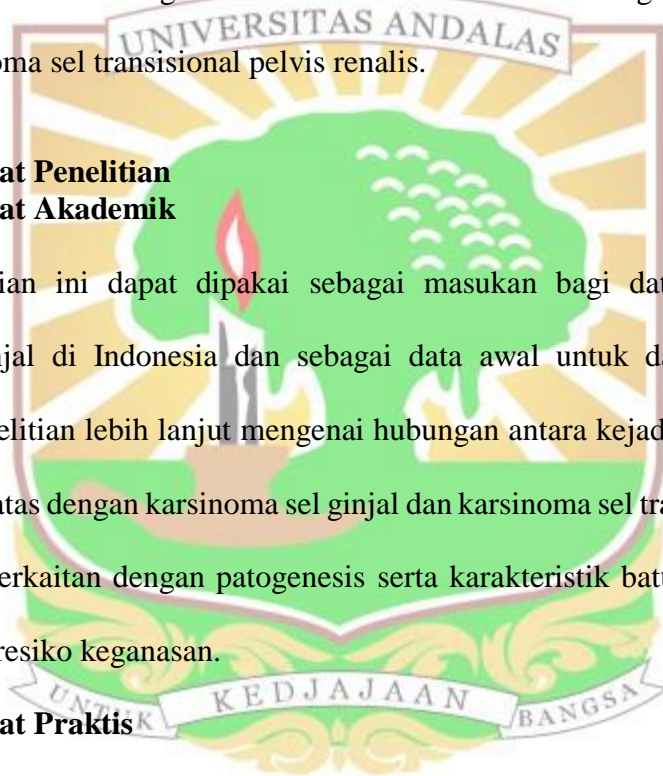 UNIVERSITAS ANDALAS
oma sel transisional pelvis renalis.
at Penelitian
at Akademik
ian ini dapat dipakai sebagai masukan bagi dat
njal di Indonesia dan sebagai data awal untuk da
elitian lebih lanjut mengenai hubungan antara kejad
atas dengan karsinoma sel ginjal dan karsinoma sel tra
erkaitan dengan patogenesis serta karakteristik batu
resiko keganasan.
UNTUK KEDJAJAAN BANGSA
at Praktis